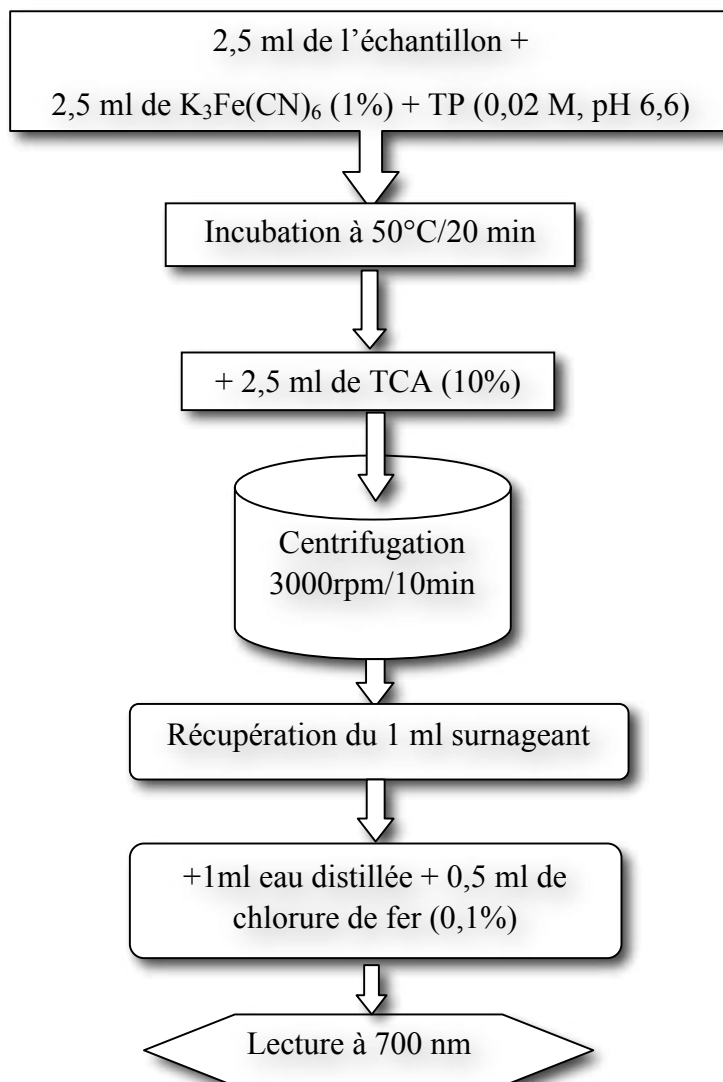 2,5 ml de l’échantillon +
2,5 ml de K₃Fe(CN)₆ (1%) + TP (0,02 M, pH 6,6)
Incubation à 50°C/20 min
+ 2,5 ml de TCA (10%)
Centrifugation
3000rpm/10min
Récupération du 1 ml surnageant
+1ml eau distillée + 0,5 ml de
chlorure de fer (0,1%)
Lecture à 700 nm